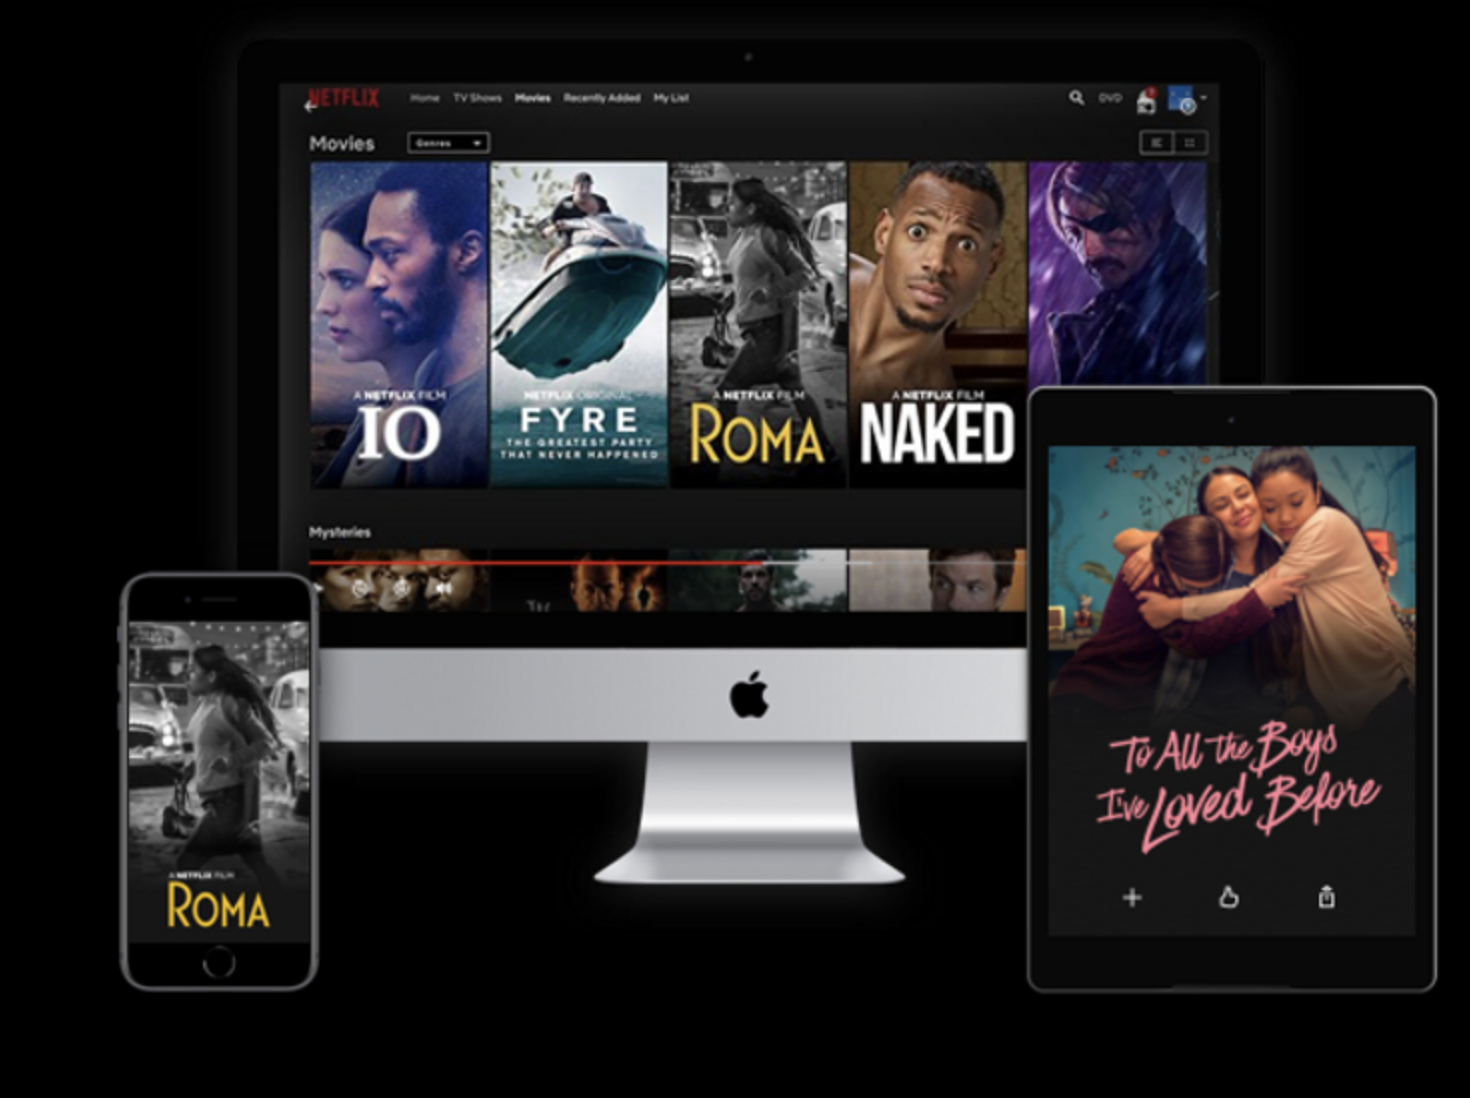 NETFLIX
Home TV Shows Movies Recently Added My List
DVD
Movies
Genres
A NETFLIX FILM
IO
NETFLIX ORIGINAL
FYRE
THE GREATEST PARTY
THAT NEVER HAPPENED
A NETFLIX FILM
ROMA
A NETFLIX FILM
NAKED
Mysteries
A NETFLIX FILM
ROMA
To All the Boys
I've Loved Before